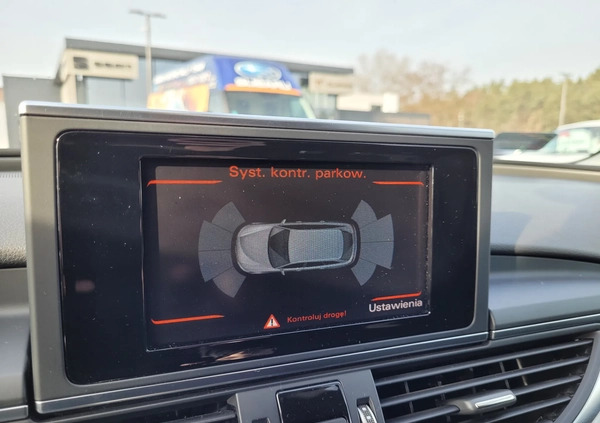 Syst. kontr. parkow.
Kontroluj drogę!
Ustawienia